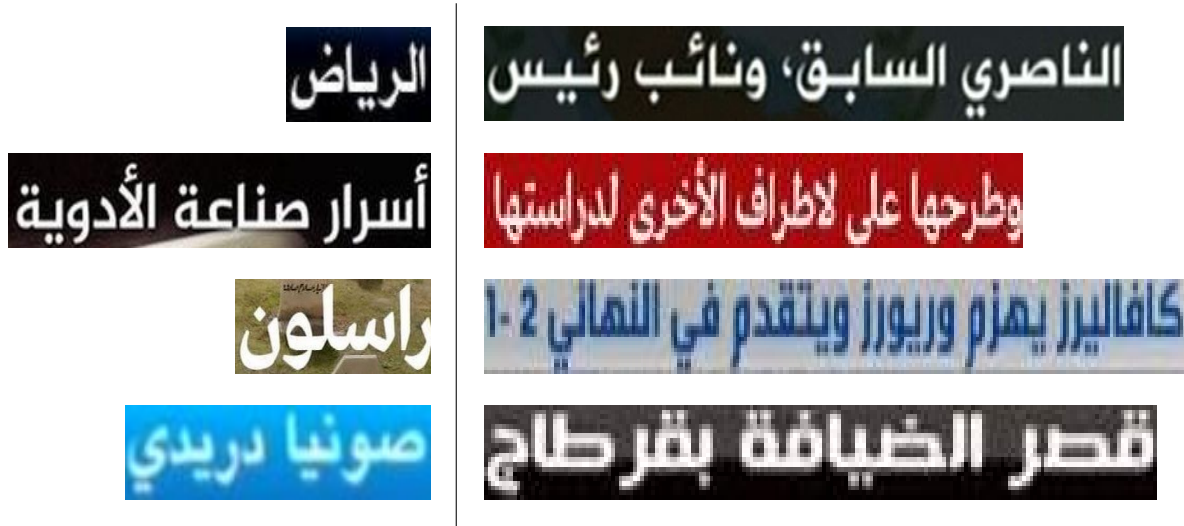 الرياض
أسرار صناعة الأدوية
راسلون
صونيا دريدي
الناصري السابق، ونائب رئيس
وطرحها على لاطراف الأخرى لدراستها
كافاليرز يهزم وريورز ويتقدم في النهائي 2 -1
قصر الضيافة بقرطاج